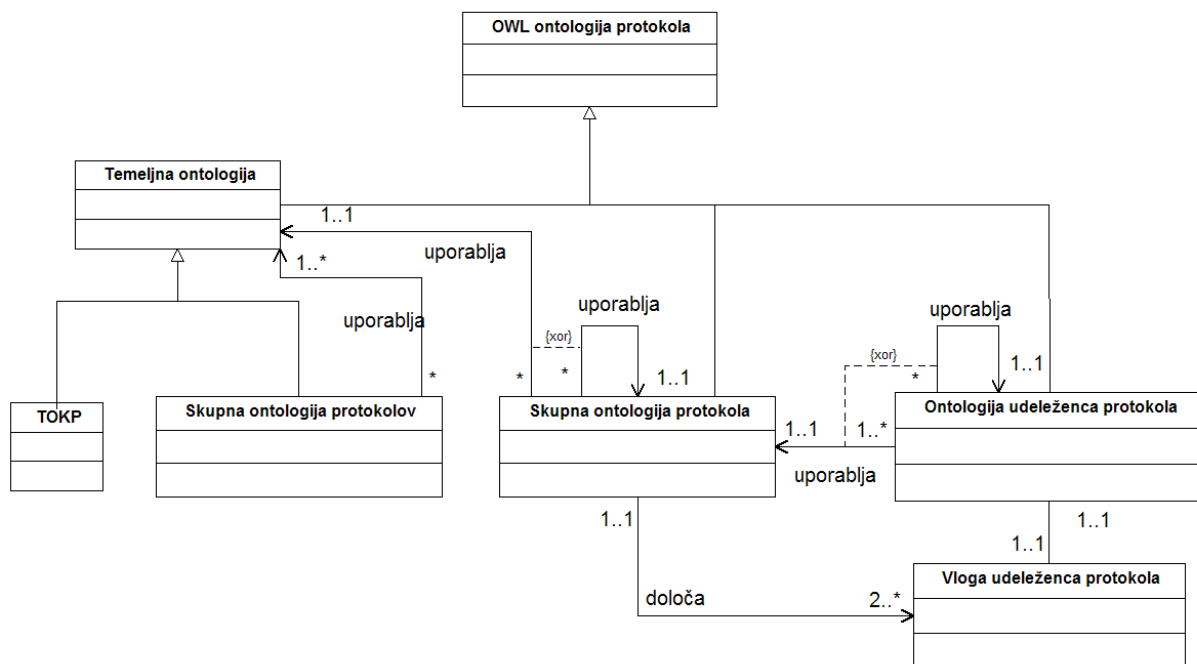 OWL ontologija protokola
Temeljna ontologija
1..1
uporablja
1..*
uporablja
uporablja
uporablja
{xor}
{xor}
*
*
*
1..1
*
1..1
TOKP
Skupna ontologija protokolov
Skupna ontologija protokola
Ontologija udeleženca protokola
1..1
1..*
uporablja
1..1
1..1
1..1
Vloga udeleženca protokola
določa
2..*